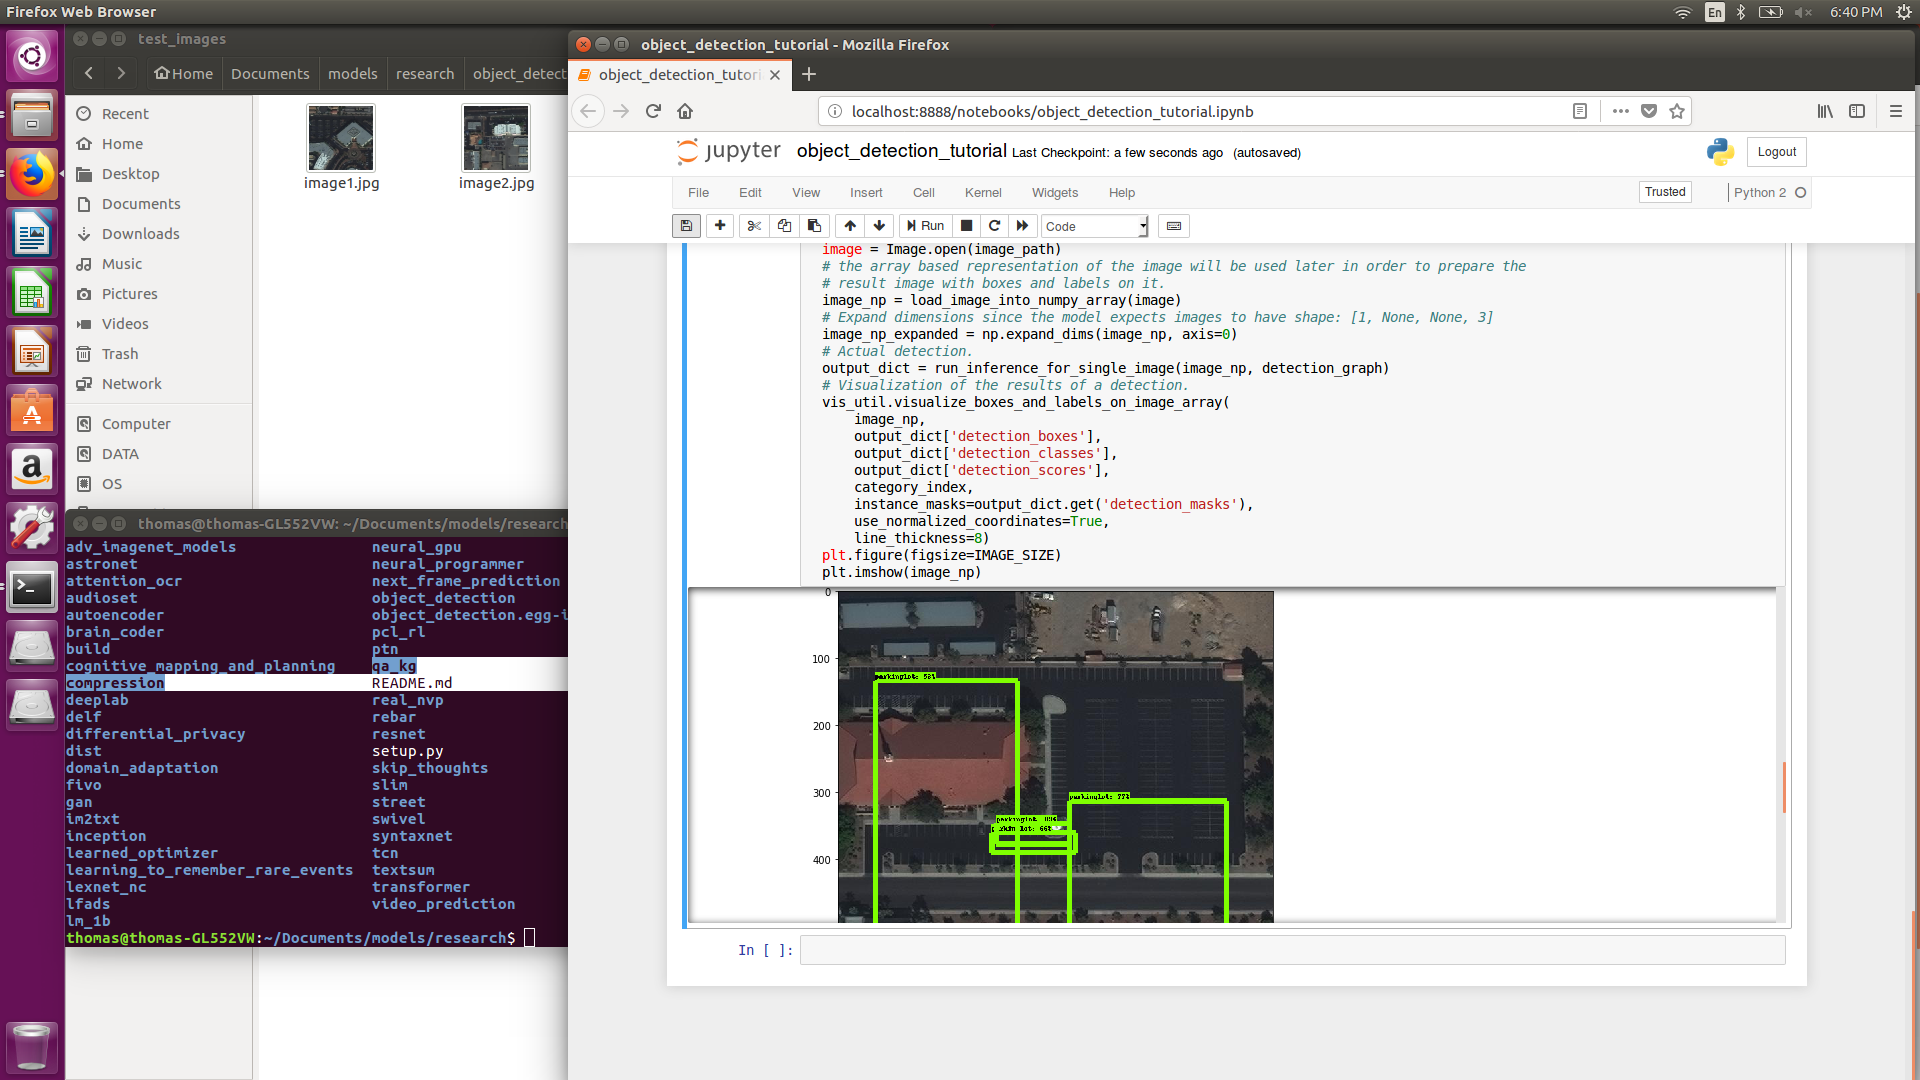 Firefox Web Browser
En
6:40 PM
test_images
Home Documents models research object_detect
Recent
Home
Desktop
Documents
Downloads
Music
Pictures
Videos
Trash
Network
Computer
DATA
OS
image1.jpg image2.jpg
thomas@thomas-GL552VW: ~/Documents/models/research
adv_imagenet_models neural_gpu
astronet neural_programmer
attention_ocr next_frame_prediction
audioset object_detection
autoencoder object_detection.egg-i
brain_coder pcl_rl
build ptn
cognitive_mapping_and_planning qa_kg
compression README.md
deeplab real_nvp
delf rebar
differential_privacy resnet
dist setup.py
domain_adaptation skip_thoughts
fivo slim
gan street
im2txt swivel
inception syntaxnet
learned_optimizer tcn
learning_to_remember_rare_events textsum
lexnet_nc transformer
lfads video_prediction
lm_1b
thomas@thomas-GL552VW:~/Documents/models/research$
object_detection_tutorial - Mozilla Firefox
object_detection_tutori
localhost:8888/notebooks/object_detection_tutorial.ipynb
jupyter object_detection_tutorial Last Checkpoint: a few seconds ago (autosaved)
Logout
File Edit View Insert Cell Kernel Widgets Help
Trusted
Python 2
Run
Code
image = Image.open(image_path)
# the array based representation of the image will be used later in order to prepare the
# result image with boxes and labels on it.
image_np = load_image_into_numpy_array(image)
# Expand dimensions since the model expects images to have shape: [1, None, None, 3]
image_np_expanded = np.expand_dims(image_np, axis=0)
# Actual detection.
output_dict = run_inference_for_single_image(image_np, detection_graph)
# Visualization of the results of a detection.
vis_util.visualize_boxes_and_labels_on_image_array(
image_np,
output_dict['detection_boxes'],
output_dict['detection_classes'],
output_dict['detection_scores'],
category_index,
instance_masks=output_dict.get('detection_masks'),
use_normalized_coordinates=True,
line_thickness=8)
plt.figure(figsize=IMAGE_SIZE)
plt.imshow(image_np)
0
100
200
300
400
parkinglot:
parkinglot: 77%
parkinglot:
In [ ]: